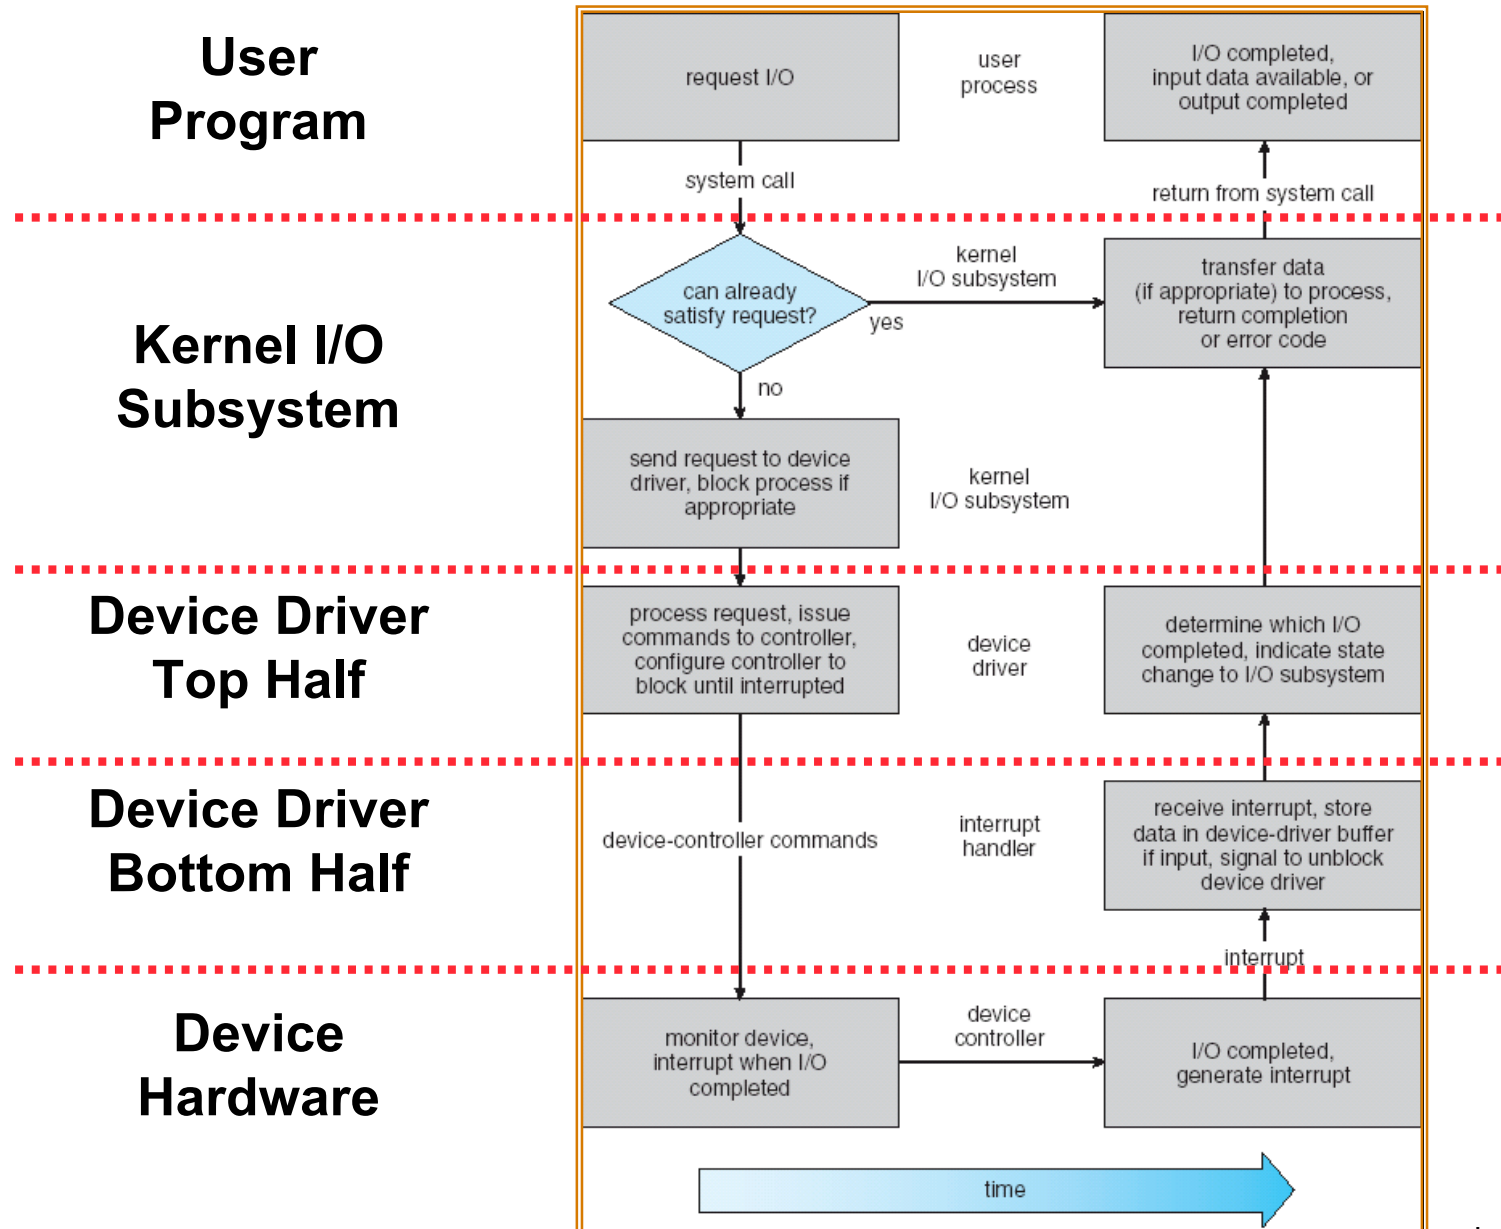 User
Program
request I/O
user
process
I/O completed,
input data available, or
output completed
system call
return from system call
Kernel I/O
Subsystem
can already
satisfy request?
kernel
I/O subsystem
yes
transfer data
(if appropriate) to process,
return completion
or error code
no
send request to device
driver, block process if
appropriate
kernel
I/O subsystem
Device Driver
Top Half
process request, issue
commands to controller,
configure controller to
block until interrupted
device
driver
determine which I/O
completed, indicate state
change to I/O subsystem
Device Driver
Bottom Half
device-controller commands
interrupt
handler
receive interrupt, store
data in device-driver buffer
if input, signal to unblock
device driver
interrupt
Device
Hardware
monitor device,
interrupt when I/O
completed
device
controller
I/O completed,
generate interrupt
time